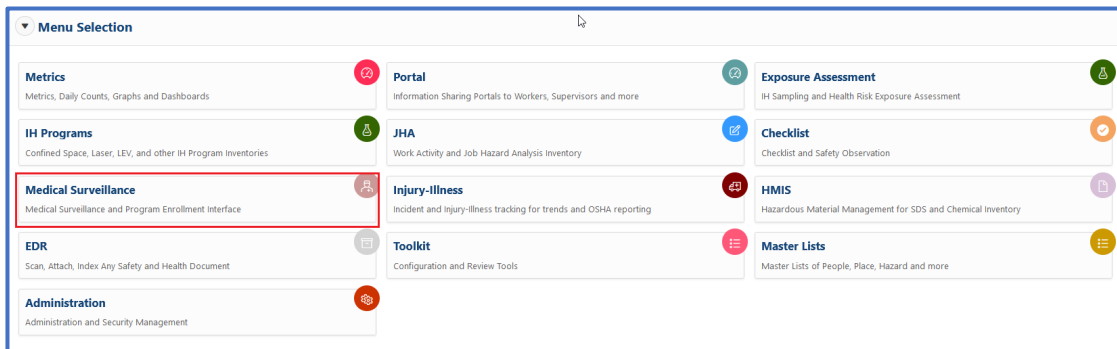 Menu Selection
Metrics
Metrics, Daily Counts, Graphs and Dashboards
Portal
Information Sharing Portals to Workers, Supervisors and more
Exposure Assessment
IH Sampling and Health Risk Exposure Assessment
IH Programs
Confined Space, Laser, LEV, and other IH Program Inventories
JHA
Work Activity and Job Hazard Analysis Inventory
Checklist
Checklist and Safety Observation
Medical Surveillance
Medical Surveillance and Program Enrollment Interface
Injury-Illness
Incident and Injury-Illness tracking for trends and OSHA reporting
HMIS
Hazardous Material Management for SDS and Chemical Inventory
EDR
Scan, Attach, Index Any Safety and Health Document
Toolkit
Configuration and Review Tools
Master Lists
Master Lists of People, Place, Hazard and more
Administration
Administration and Security Management